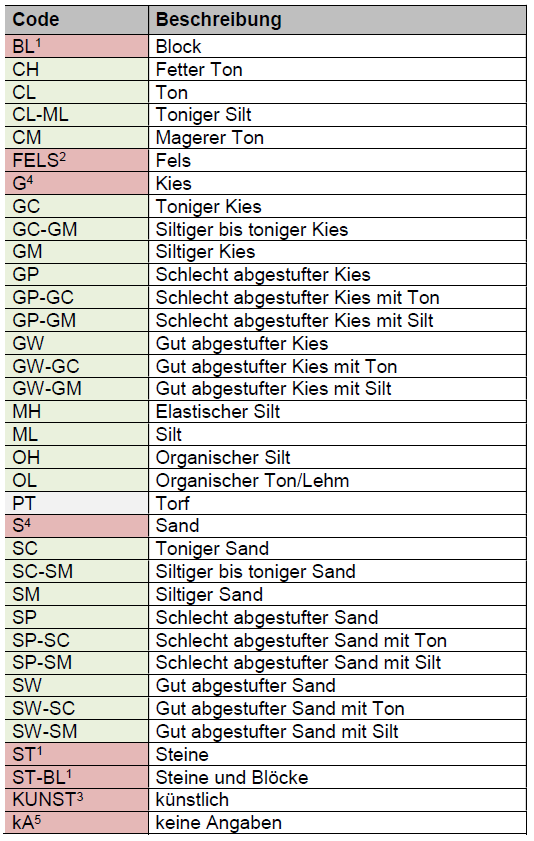 Code Beschreibung
BL¹ Block
CH Fetter Ton
CL Ton
CL-ML Toniger Silt
CM Magerer Ton
FELS² Fels
G⁴ Kies
GC Toniger Kies
GC-GM Siltiger bis toniger Kies
GM Siltiger Kies
GP Schlecht abgestufter Kies
GP-GC Schlecht abgestufter Kies mit Ton
GP-GM Schlecht abgestufter Kies mit Silt
GW Gut abgestufter Kies
GW-GC Gut abgestufter Kies mit Ton
GW-GM Gut abgestufter Kies mit Silt
MH Elastischer Silt
ML Silt
OH Organischer Silt
OL Organischer Ton/Lehm
PT Torf
S⁴ Sand
SC Toniger Sand
SC-SM Siltiger bis toniger Sand
SM Siltiger Sand
SP Schlecht abgestufter Sand
SP-SC Schlecht abgestufter Sand mit Ton
SP-SM Schlecht abgestufter Sand mit Silt
SW Gut abgestufter Sand
SW-SC Gut abgestufter Sand mit Ton
SW-SM Gut abgestufter Sand mit Silt
ST¹ Steine
ST-BL¹ Steine und Blöcke
KUNST³ künstlich
kA⁵ keine Angaben